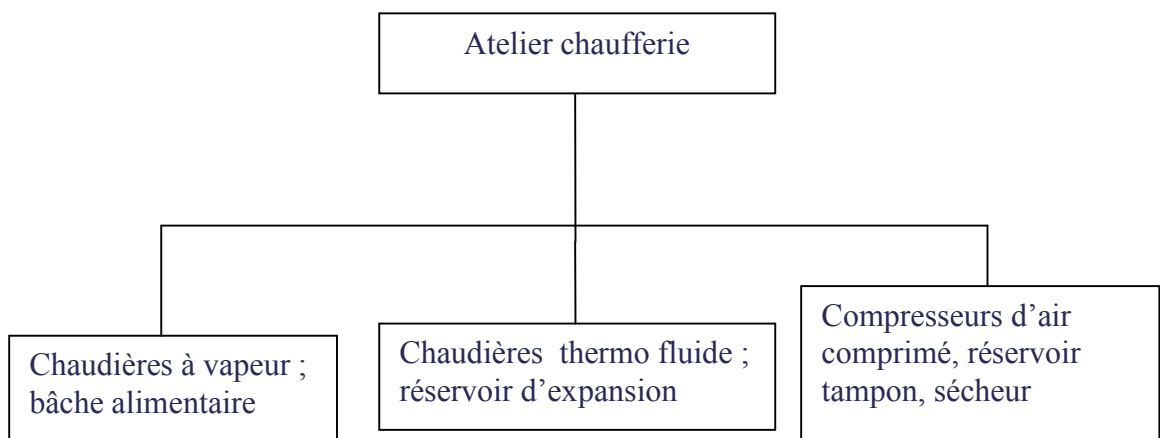 Atelier chaufferie
Chaudières à vapeur ;
bâche alimentaire
Chaudières thermo fluide ;
réservoir d’expansion
Compresseurs d’air
comprimé, réservoir
tampon, sécheur